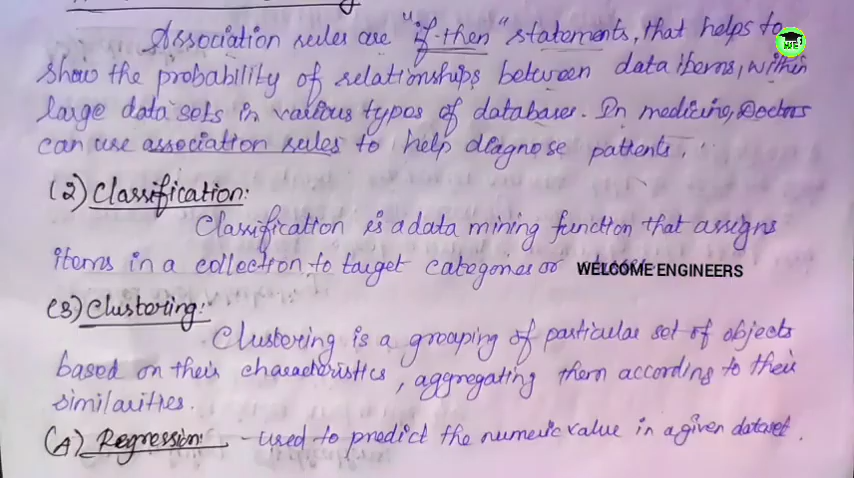 Association rules are "if-then" statements, that helps to
show the probability of relationships between data items, within
large data sets in various types of databases. In medicine, Doctors
can use association rules to help diagnose patients.
(2) Classification:
Classification is a data mining function that assigns
items in a collection to target categories or
WELCOME ENGINEERS
(3) Clustering:
Clustering is a grouping of particular set of objects
based on their characteristics, aggregating them according to their
similarities.
(4) Regression: - used to predict the numeric value in a given dataset.